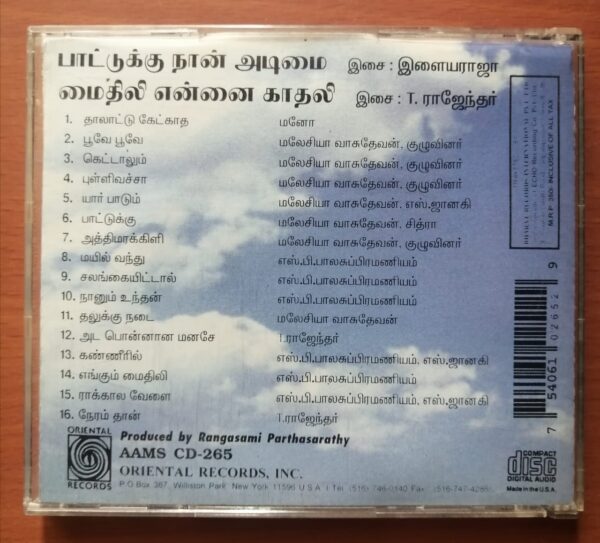 பாட்டுக்கு நான் அடிமை இசை : இளையராஜா
மைதிலி என்னை காதலி இசை : T. ராஜேந்தர்
1. தாலாட்டு கேட்காத மனோ
2. பூவே பூவே மலேசியா வாசுதேவன், குழுவினர்
3. கெட்டாலும் மலேசியா வாசுதேவன், குழுவினர்
4. புள்ளிவச்சா மலேசியா வாசுதேவன், குழுவினர்
5. யார் பாடும் மலேசியா வாசுதேவன், எஸ்.ஜானகி
6. பாட்டுக்கு மலேசியா வாசுதேவன், சித்ரா
7. அத்திமரக்கிளி மலேசியா வாசுதேவன், குழுவினர்
8. மயில் வந்து எஸ்.பி.பாலசுப்பிரமணியம்
9. சலங்கையிட்டால் எஸ்.பி.பாலசுப்பிரமணியம்
10. நானும் உந்தன் எஸ்.பி.பாலசுப்பிரமணியம்
11. தலுக்கு நடை மலேசியா வாசுதேவன்
12. அட பொன்னான மனசே T.ராஜேந்தர்
13. கண்ணீரில் எஸ்.பி.பாலசுப்பிரமணியம், எஸ்.ஜானகி
14. எங்கும் மைதிலி எஸ்.பி.பாலசுப்பிரமணியம்
15. ராக்கால வேளை எஸ்.பி.பாலசுப்பிரமணியம், எஸ்.ஜானகி
16. நேரம் தான் T.ராஜேந்தர்
ORIENTAL
RECORDS
Produced by Rangasami Parthasarathy
AAMS CD-265
ORIENTAL RECORDS, INC.
P.O.Box 387, Williston Park, New York 11596 U.S.A.
COMPACT
disc
DIGITAL AUDIO
Made in the U.S.A.
7 54061 02652 9
INCLUSIVE OF ALL TAX